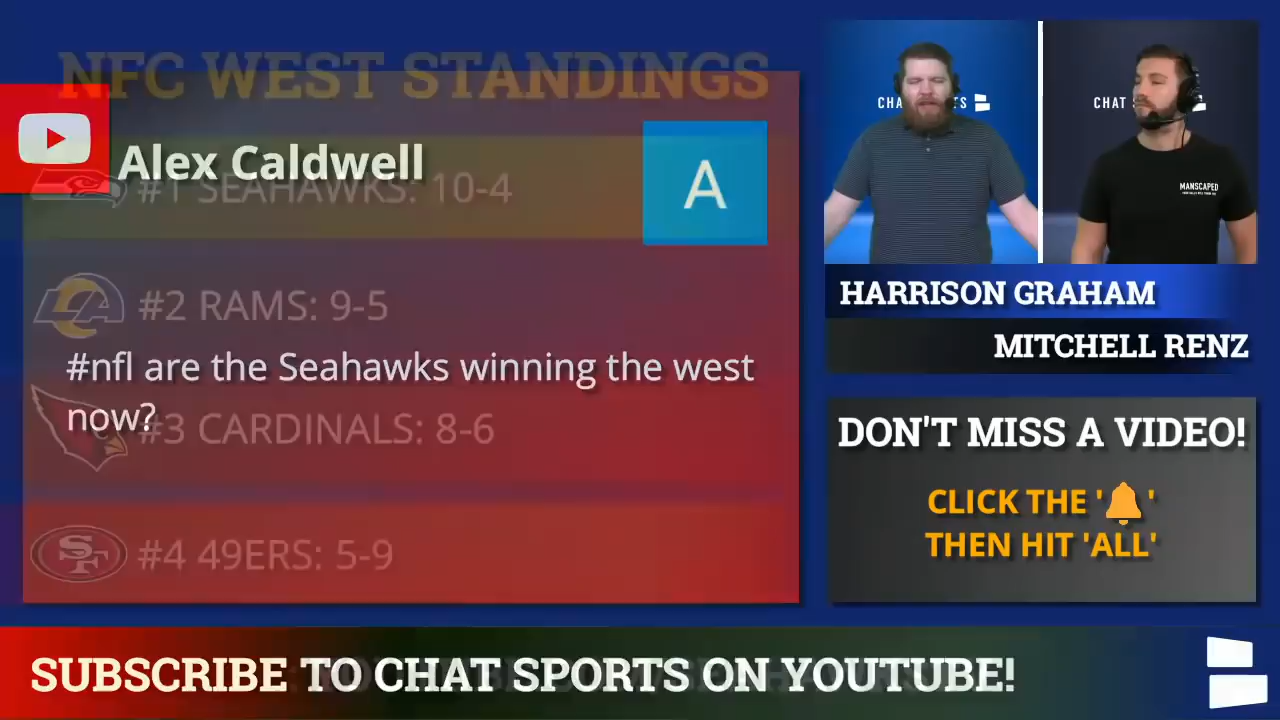 NFC WEST STANDINGS
Alex Caldwell
A
#1 SEAHAWKS: 10-4
#2 RAMS: 9-5
#nfl are the Seahawks winning the west
now?
#3 CARDINALS: 8-6
#4 49ERS: 5-9
CHAT
MANSCAPED
HARRISON GRAHAM
MITCHELL RENZ
DON'T MISS A VIDEO!
CLICK THE ' '
THEN HIT 'ALL'
SUBSCRIBE TO CHAT SPORTS ON YOUTUBE!